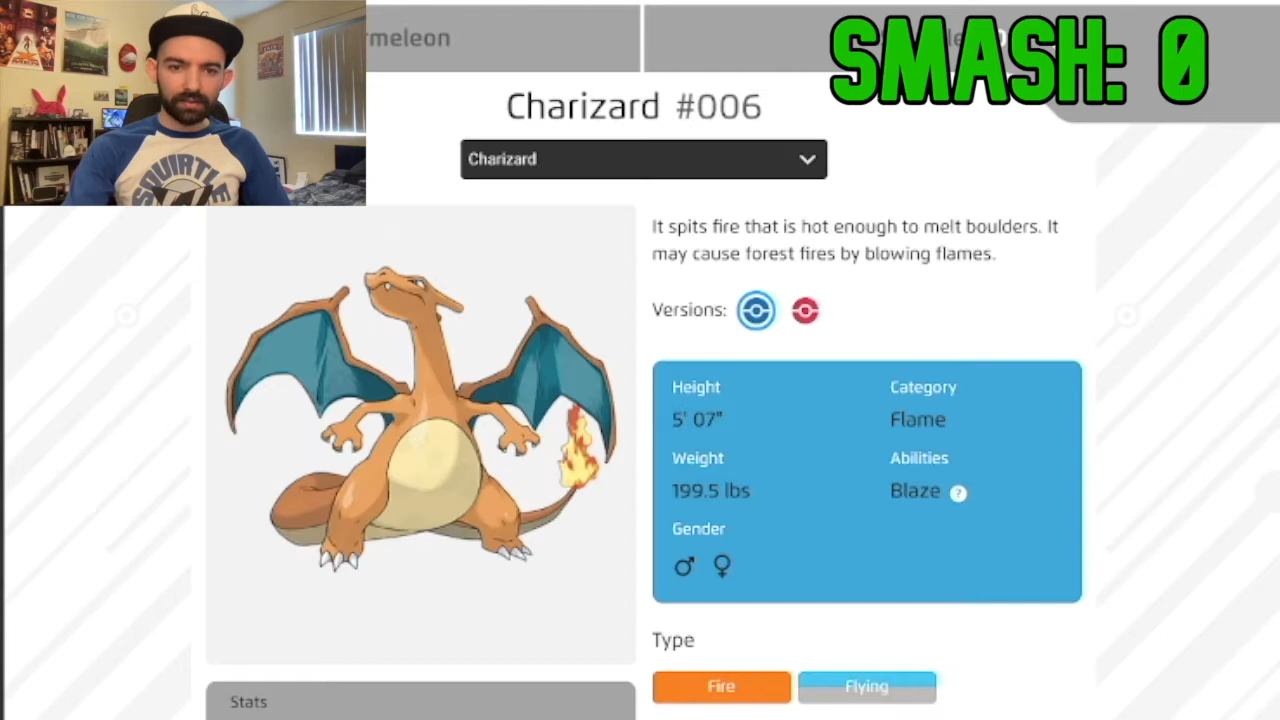 rmeleon
SMASH: 0
Charizard #006
Charizard
SQUIRTLE
It spits fire that is hot enough to melt boulders. It
may cause forest fires by blowing flames.
Versions:
Height
Category
5' 07"
Flame
Weight
Abilities
199.5 lbs
Blaze ?
Gender
Type
Fire
Flying
Stats